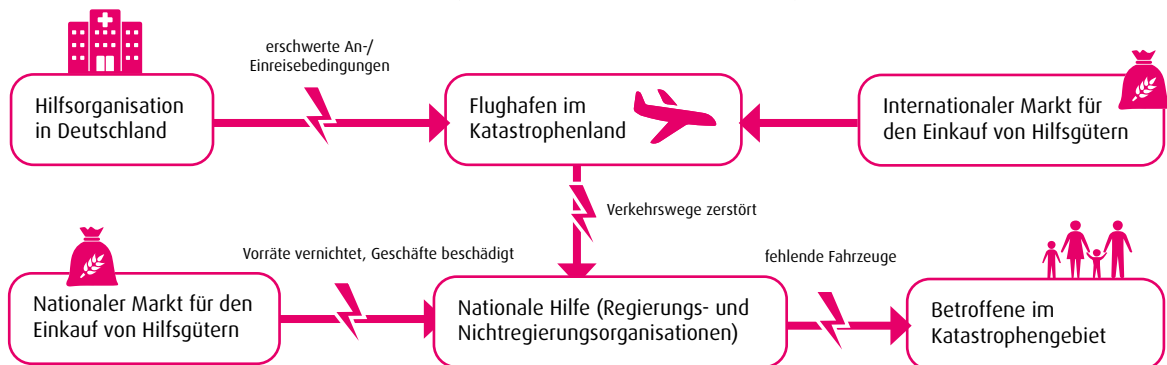 erschwerte An-/
Einreisebedingungen
Hilfsorganisation
in Deutschland
Flughafen im
Katastrophenland
Internationaler Markt für
den Einkauf von Hilfsgütern
Verkehrswege zerstört
Vorräte vernichtet, Geschäfte beschädigt
fehlende Fahrzeuge
Nationaler Markt für den
Einkauf von Hilfsgütern
Nationale Hilfe (Regierungs- und
Nichtregierungsorganisationen)
Betroffene im
Katastrophengebiet